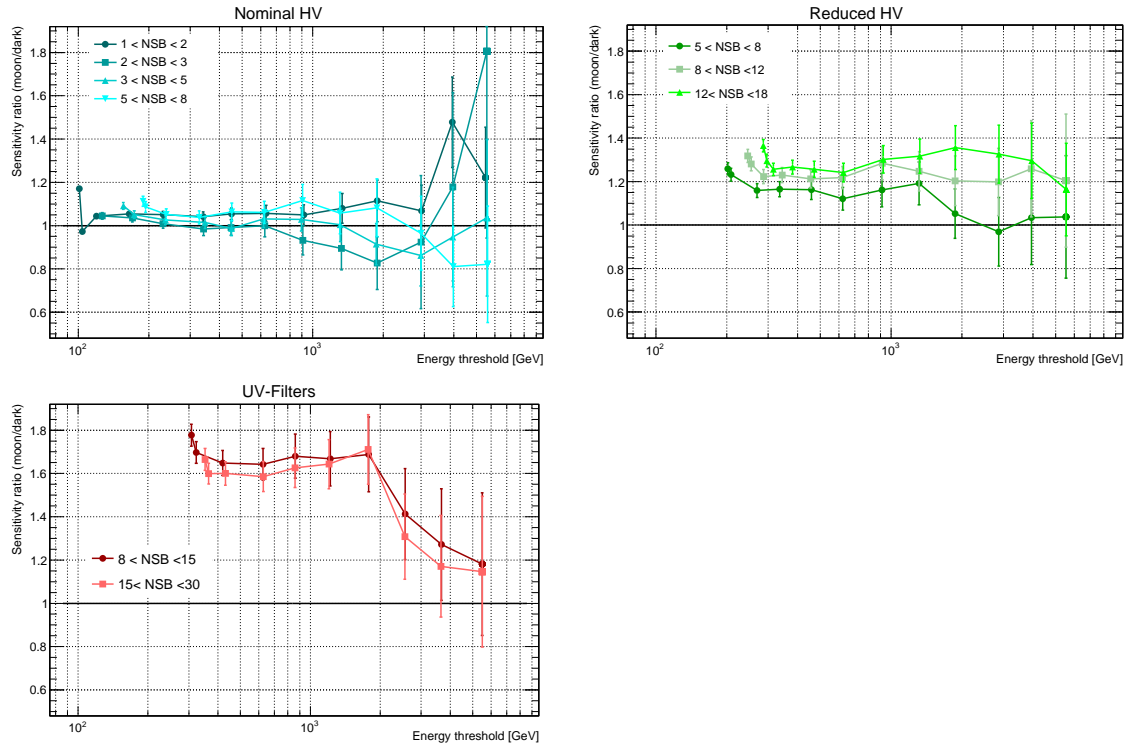 Nominal HV
Sensitivity ratio (moon/dark)
1 < NSB < 2
2 < NSB < 3
3 < NSB < 5
5 < NSB < 8
1.8
1.6
1.4
1.2
1
0.8
0.6
10²
10³
Energy threshold [GeV]
Reduced HV
Sensitivity ratio (moon/dark)
5 < NSB < 8
8 < NSB <12
12< NSB <18
1.8
1.6
1.4
1.2
1
0.8
0.6
10²
10³
Energy threshold [GeV]
UV-Filters
Sensitivity ratio (moon/dark)
1.8
1.6
1.4
1.2
1
0.8
0.6
8 < NSB <15
15< NSB <30
10²
10³
Energy threshold [GeV]